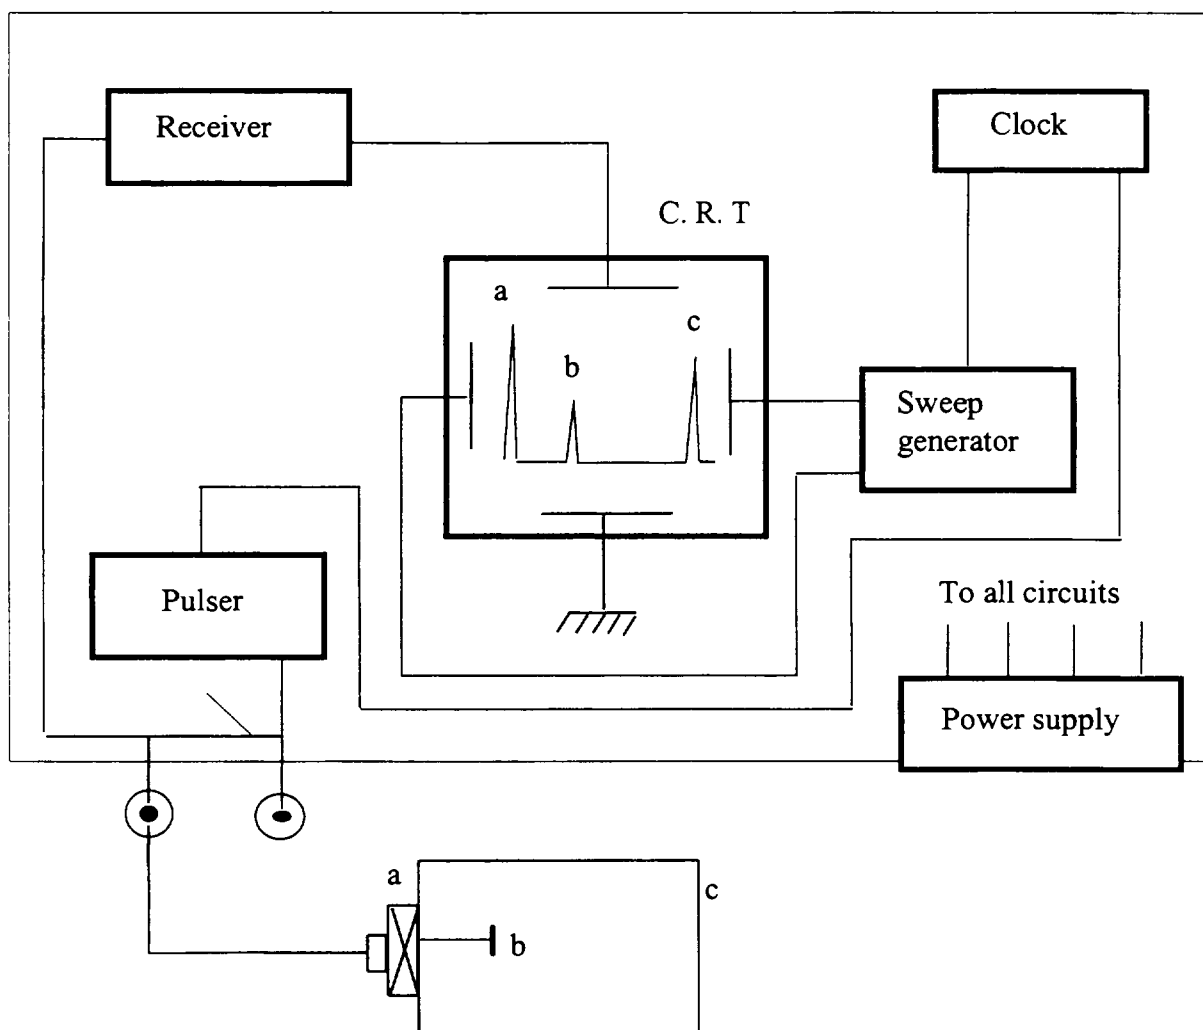 Receiver
Clock
C. R. T
a
c
b
Sweep
generator
Pulser
To all circuits
Power supply
a
c
b